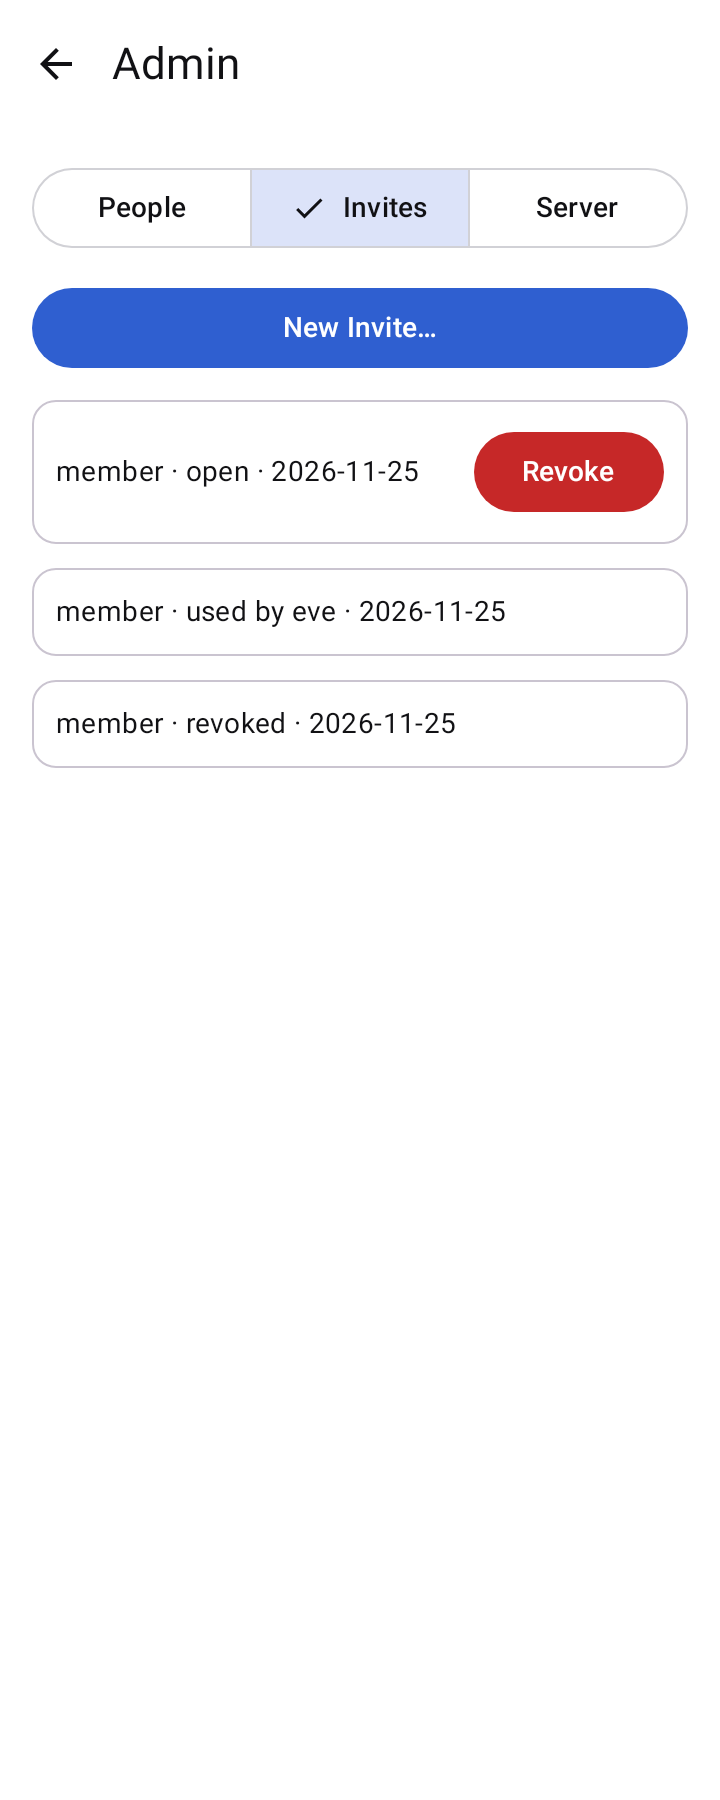 Admin
People
Invites
Server
New Invite…
member · open · 2026-11-25
Revoke
member · used by eve · 2026-11-25
member · revoked · 2026-11-25